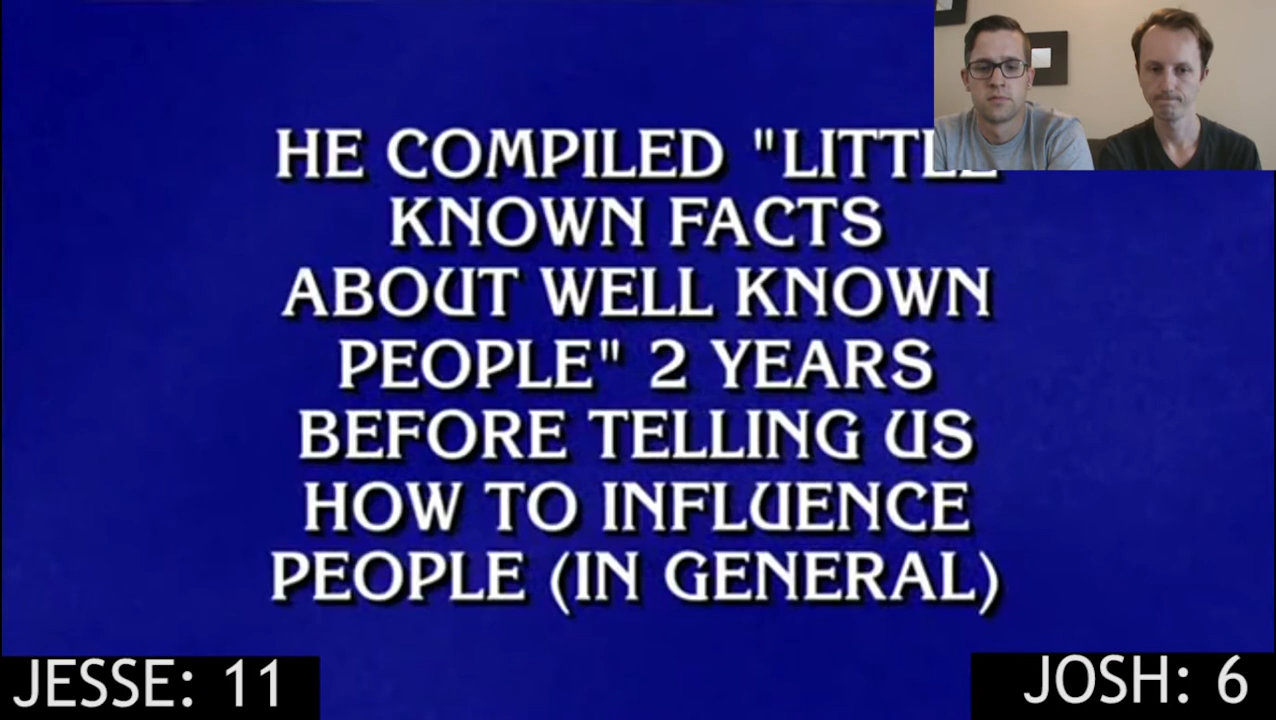 HE COMPILED "LITTLE
KNOWN FACTS
ABOUT WELL KNOWN
PEOPLE" 2 YEARS
BEFORE TELLING US
HOW TO INFLUENCE
PEOPLE (IN GENERAL)
JESSE: 11
JOSH: 6